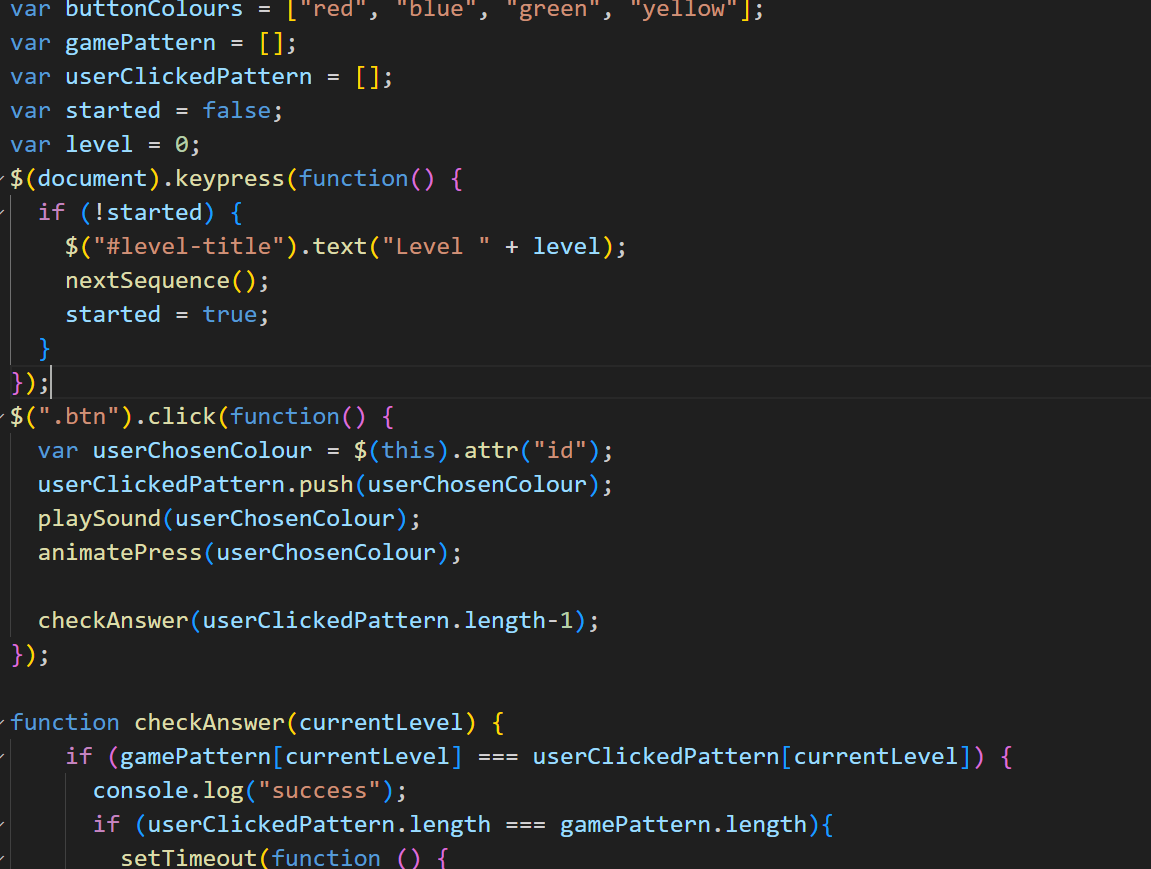 var buttonColours = ["red", "blue", "green", "yellow"];
var gamePattern = [];
var userClickedPattern = [];
var started = false;
var level = 0;
$(document).keypress(function() {
  if (!started) {
    $("#level-title").text("Level " + level);
    nextSequence();
    started = true;
  }
});
$(".btn").click(function() {
  var userChosenColour = $(this).attr("id");
  userClickedPattern.push(userChosenColour);
  playSound(userChosenColour);
  animatePress(userChosenColour);

  checkAnswer(userClickedPattern.length-1);
});

function checkAnswer(currentLevel) {
    if (gamePattern[currentLevel] === userClickedPattern[currentLevel]) {
      console.log("success");
      if (userClickedPattern.length === gamePattern.length){
        setTimeout(function () {